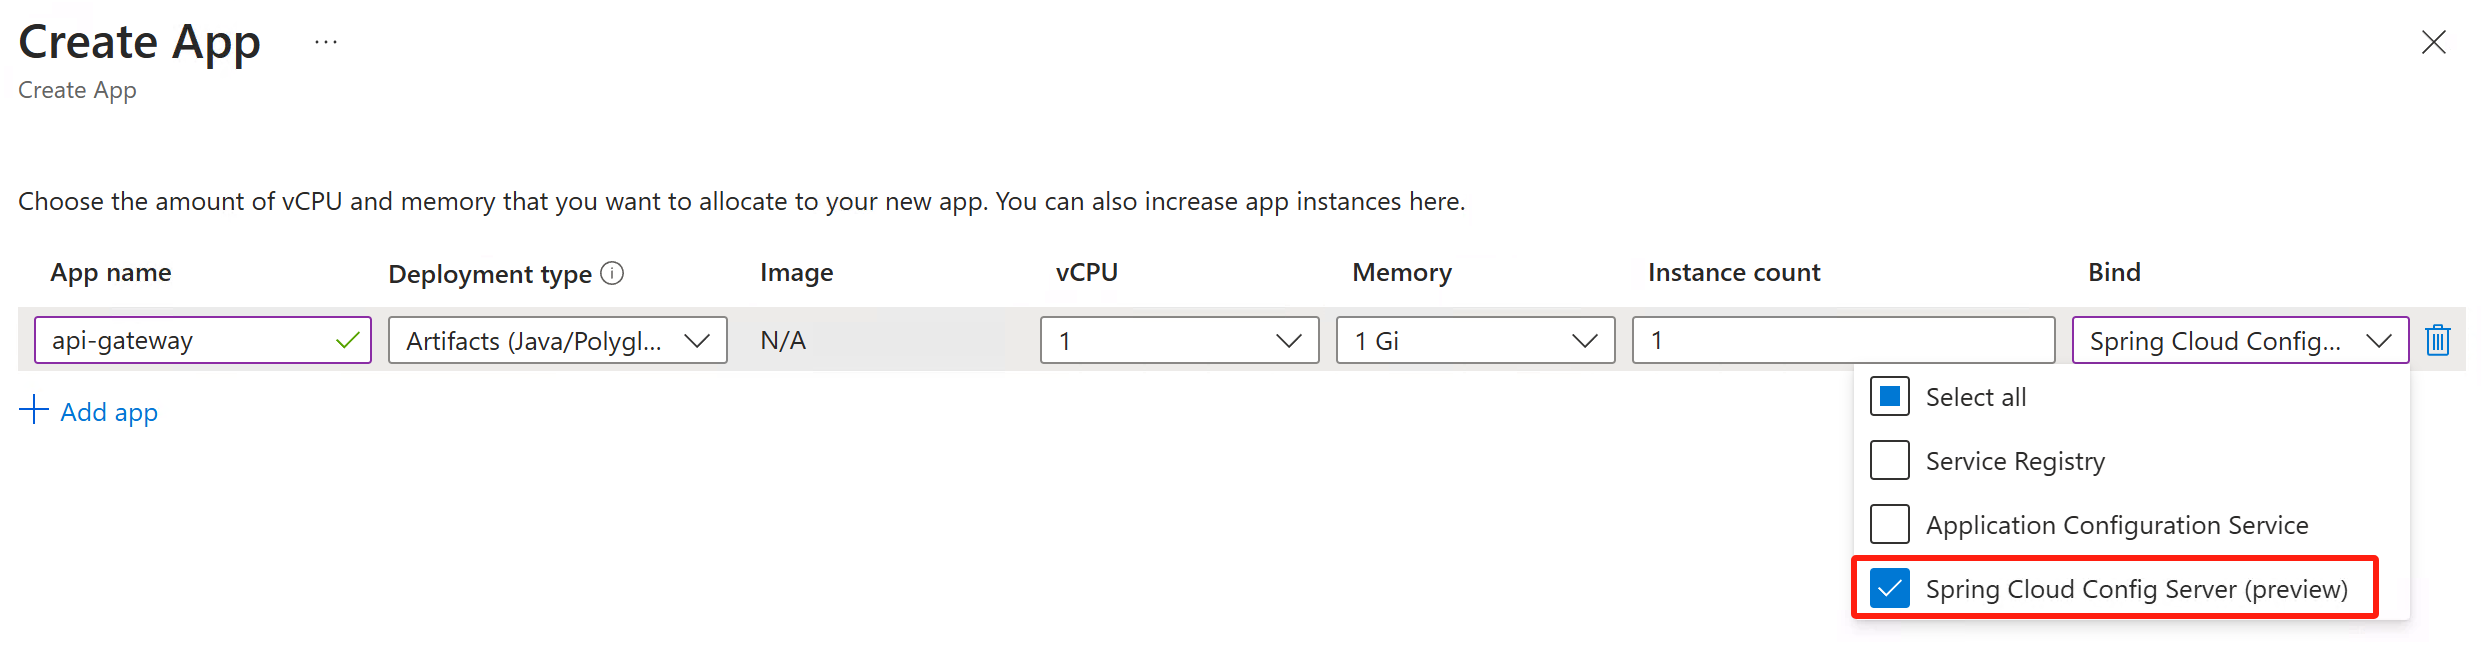 Create App ...
Create App
Choose the amount of vCPU and memory that you want to allocate to your new app. You can also increase app instances here.
App name Deployment type Image vCPU Memory Instance count Bind
api-gateway Artifacts (Java/Polygl... N/A 1 1 Gi 1 Spring Cloud Config...
Add app
Select all
Service Registry
Application Configuration Service
Spring Cloud Config Server (preview)